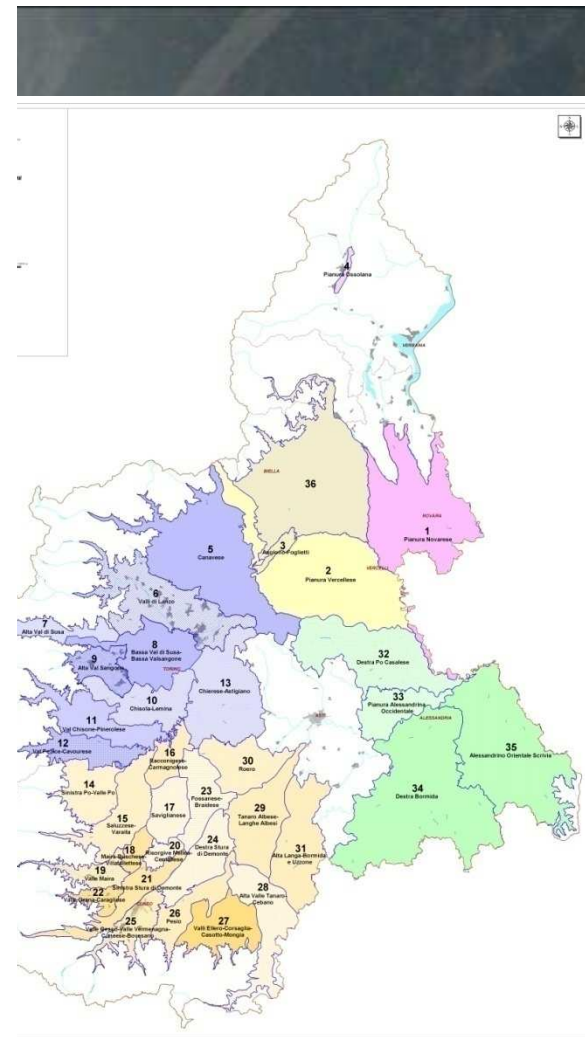 4
Pianura Ossolana
VERBANIA
36
BIELLA
NOVARA
1
Pianura Novarese
5
Canavese
3
2
Pianura Vercellese
VERCELLI
6
Valli di Lanzo
7
Alta Val di Susa
8
Bassa Val di Susa-
Bassa Valsangone
TORINO
9
Alta Val Sangone
32
Destra Po Casalese
13
Chierese-Astigiano
10
Chisola-Lemina
33
Pianura Alessandrina
Occidentale
ALESSANDRIA
ASTI
11
Val Chisone-Pinerolese
12
Val Pellice-Cavourese
35
Alessandrino Orientale Scrivia
16
Racconigese-
Carmagnolese
30
Roero
34
Destra Bormida
14
Sinistra Po-Valle Po
23
Fossanese-
Braidese
17
Saviglianese
29
Tanaro Albese-
Langhe Albesi
15
Saluzzese-
Varaita
24
Destra Stura
di Demonte
18
20
31
Alta Langa-Bormida
e Uzzone
19
Valle Maira
21
Sinistra Stura di Demonte
28
Alta Valle Tanaro-
Cebano
22
26
Pesio
27
Valli Ellero-Corsaglia-
Casotto-Mongia
25